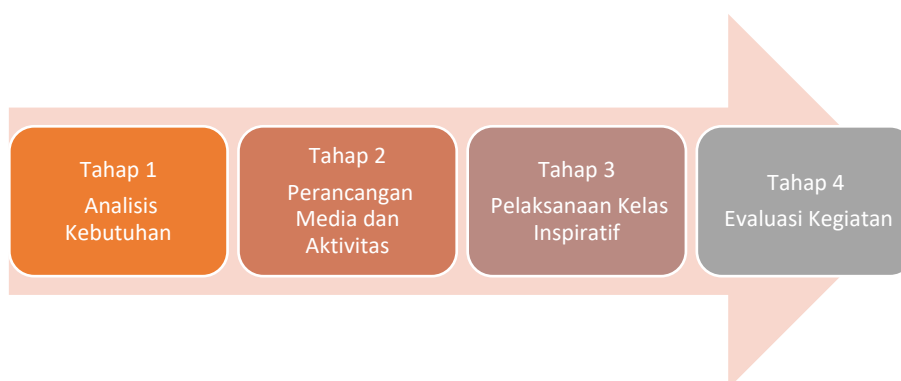 Tahap 1
Analisis
Kebutuhan
Tahap 2
Perancangan
Media dan
Aktivitas
Tahap 3
Pelaksanaan Kelas
Inspiratif
Tahap 4
Evaluasi Kegiatan